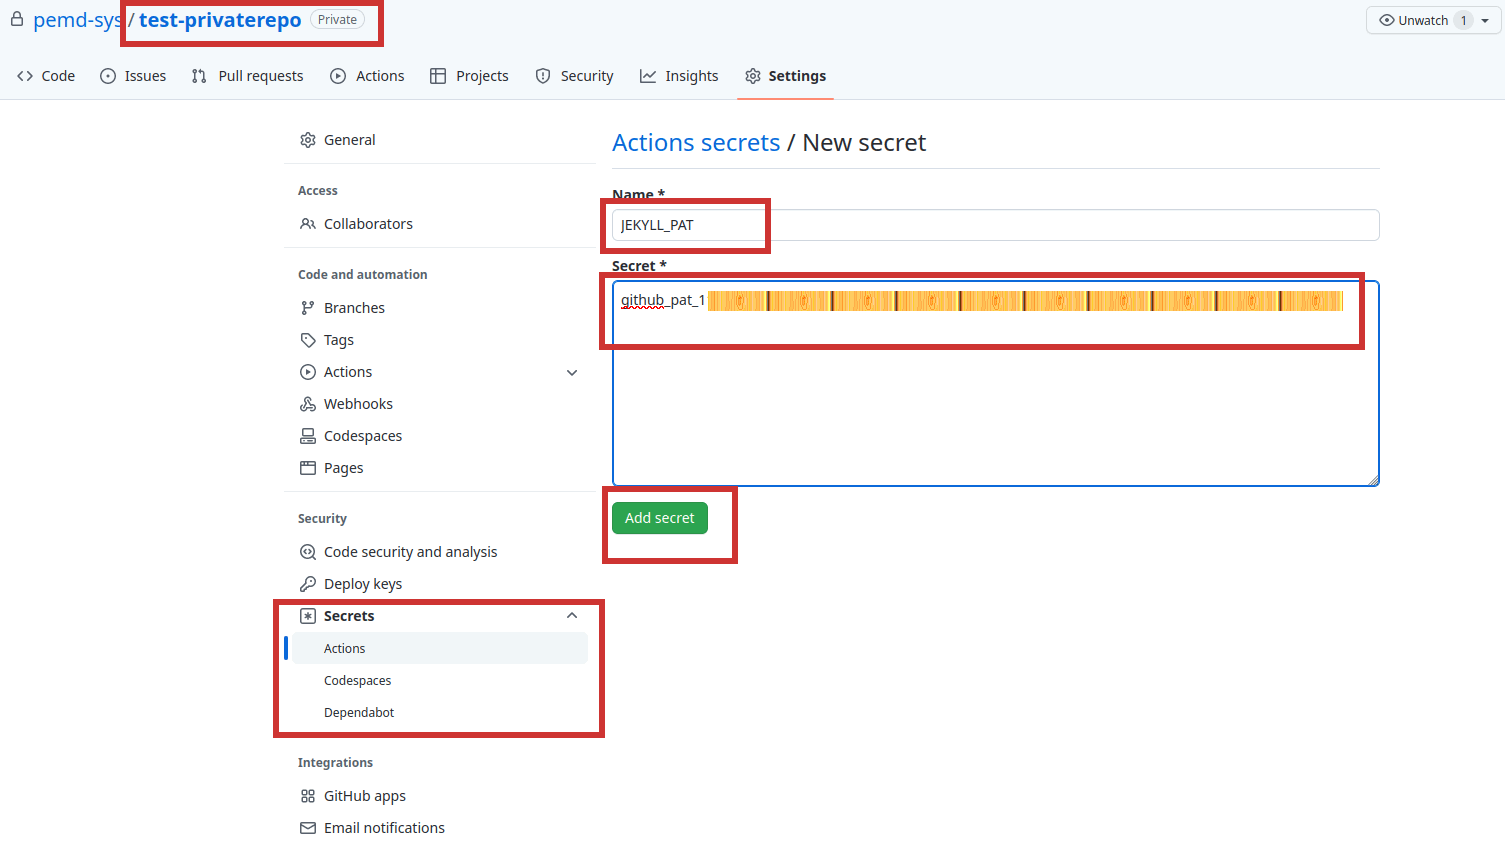 pemd-sys / test-privaterepo Private Unwatch 1
Code Issues Pull requests Actions Projects Security Insights Settings
General
Access
Collaborators
Code and automation
Branches
Tags
Actions
Webhooks
Codespaces
Pages
Security
Code security and analysis
Deploy keys
Secrets
Actions
Codespaces
Dependabot
Integrations
GitHub apps
Email notifications
Actions secrets / New secret
Name *
JEKYLL_PAT
Secret *
github_pat_1
Add secret